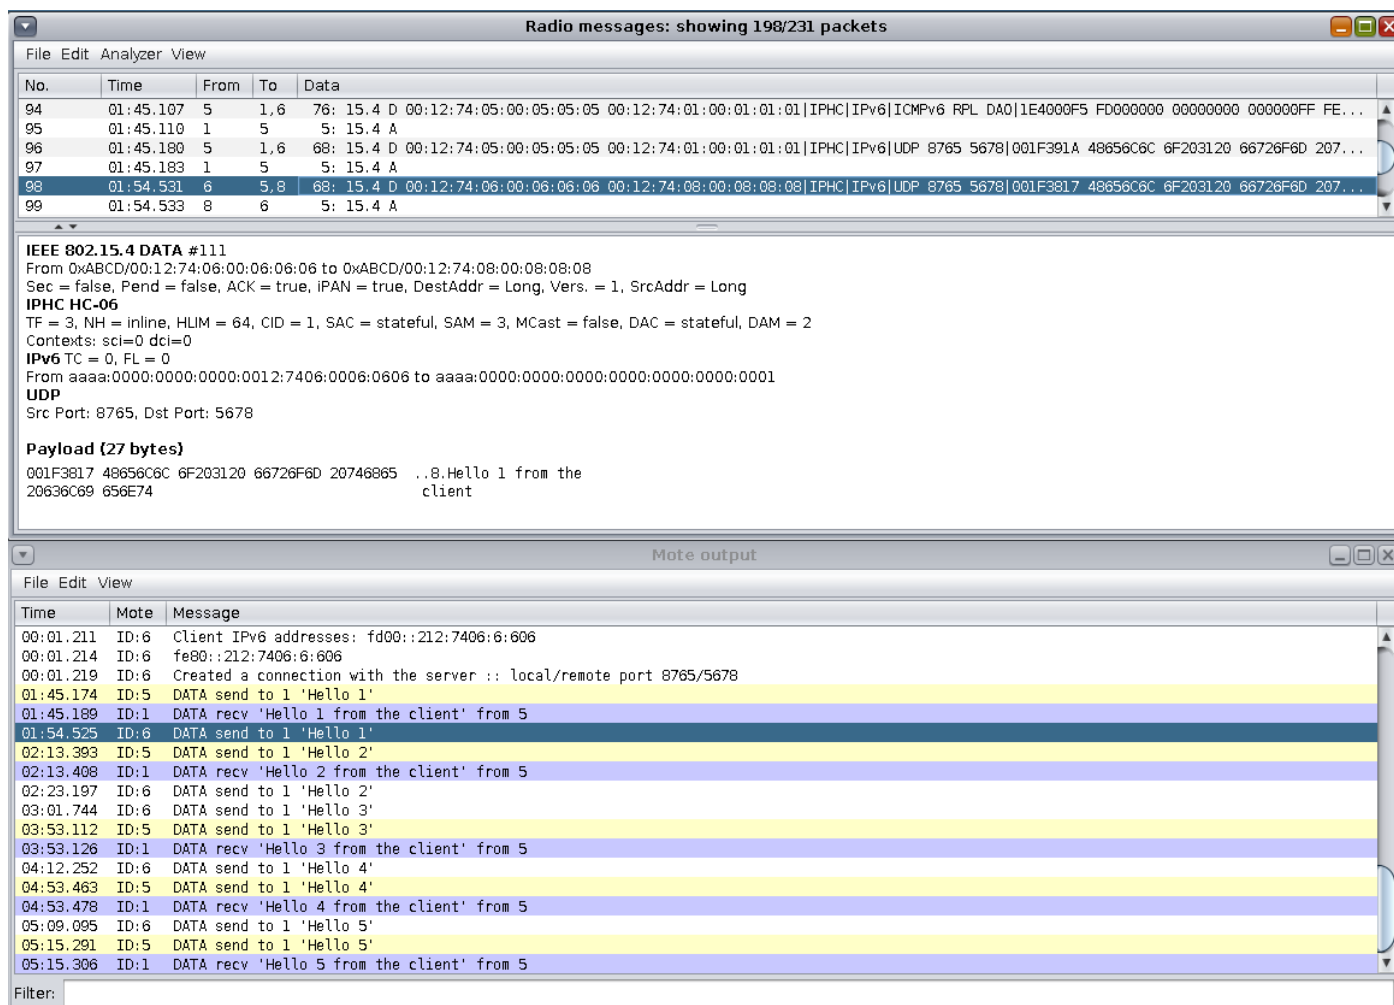 Radio messages: showing 198/231 packets
File Edit Analyzer View
No. Time From To Data
94 01:45.107 5 1,6 76: 15.4 D 00:12:74:05:00:05:05:05 00:12:74:01:00:01:01:01|IPHC|IPv6|ICMPv6 RPL DAO|1E4000F5 FD000000 00000000 000000FF FE...
95 01:45.110 1 5 5: 15.4 A
96 01:45.180 5 1,6 68: 15.4 D 00:12:74:05:00:05:05:05 00:12:74:01:00:01:01:01|IPHC|IPv6|UDP 8765 5678|001F391A 48656C6C 6F203120 66726F6D 207...
97 01:45.183 1 5 5: 15.4 A
98 01:54.531 6 5,8 68: 15.4 D 00:12:74:06:00:06:06:06 00:12:74:08:00:08:08:08|IPHC|IPv6|UDP 8765 5678|001F3817 48656C6C 6F203120 66726F6D 207...
99 01:54.533 8 6 5: 15.4 A
IEEE 802.15.4 DATA #111
From 0xABCD/00:12:74:06:00:06:06:06 to 0xABCD/00:12:74:08:00:08:08:08
Sec = false, Pend = false, ACK = true, iPAN = true, DestAddr = Long, Vers. = 1, SrcAddr = Long
IPHC HC-06
TF = 3, NH = inline, HLIM = 64, CID = 1, SAC = stateful, SAM = 3, MCast = false, DAC = stateful, DAM = 2
Contexts: sci=0 dci=0
IPv6 TC = 0, FL = 0
From aaaa:0000:0000:0000:0012:7406:0006:0606 to aaaa:0000:0000:0000:0000:0000:0000:0001
UDP
Src Port: 8765, Dst Port: 5678
Payload (27 bytes)
001F3817 48656C6C 6F203120 66726F6D 20746865 ..8.Hello 1 from the
20636C69 656E74 client
Mote output
File Edit View
Time Mote Message
00:01.211 ID:6 Client IPv6 addresses: fd00::212:7406:6:606
00:01.214 ID:6 fe80::212:7406:6:606
00:01.219 ID:6 Created a connection with the server :: local/remote port 8765/5678
01:45.174 ID:5 DATA send to 1 'Hello 1'
01:45.189 ID:1 DATA recv 'Hello 1 from the client' from 5
01:54.525 ID:6 DATA send to 1 'Hello 1'
02:13.393 ID:5 DATA send to 1 'Hello 2'
02:13.408 ID:1 DATA recv 'Hello 2 from the client' from 5
02:23.197 ID:6 DATA send to 1 'Hello 2'
03:01.744 ID:6 DATA send to 1 'Hello 3'
03:53.112 ID:5 DATA send to 1 'Hello 3'
03:53.126 ID:1 DATA recv 'Hello 3 from the client' from 5
04:12.252 ID:6 DATA send to 1 'Hello 4'
04:53.463 ID:5 DATA send to 1 'Hello 4'
04:53.478 ID:1 DATA recv 'Hello 4 from the client' from 5
05:09.095 ID:6 DATA send to 1 'Hello 5'
05:15.291 ID:5 DATA send to 1 'Hello 5'
05:15.306 ID:1 DATA recv 'Hello 5 from the client' from 5
Filter: